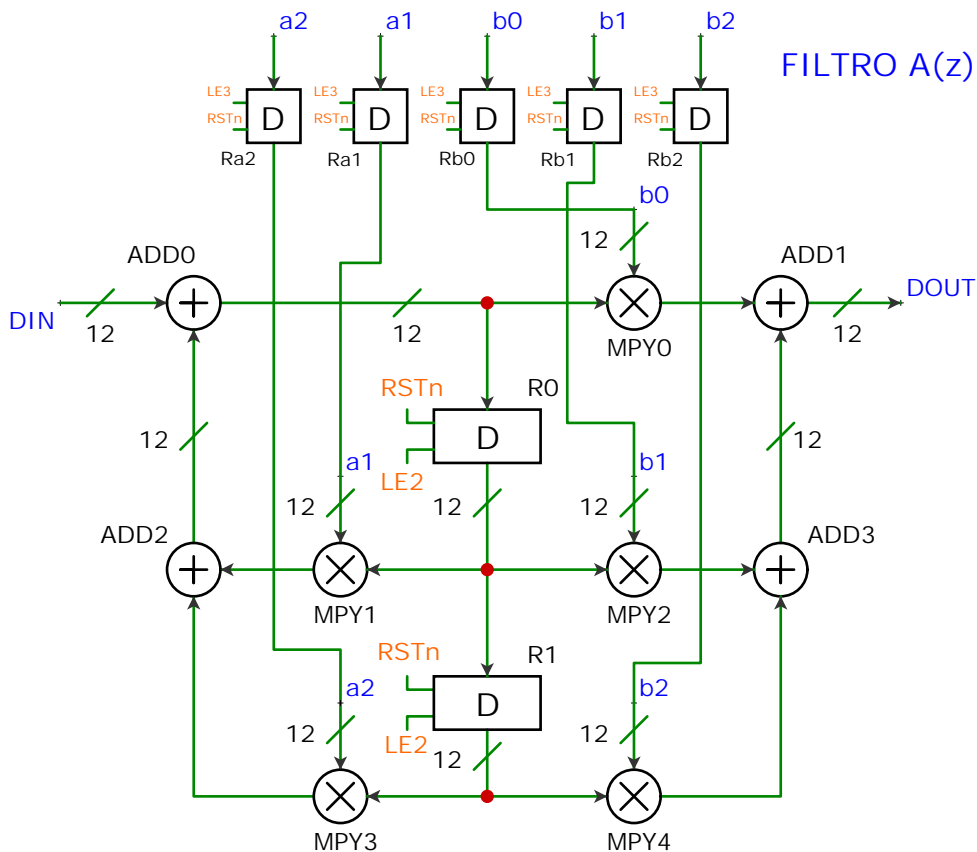 a2 a1 b0 b1 b2
FILTRO A(z)
LE3 LE3 LE3 LE3 LE3
RSTn RSTn RSTn RSTn RSTn
D D D D D
Ra2 Ra1 Rb0 Rb1 Rb2
b0
12
ADD0 ADD1
DIN 12 12 12 DOUT
MPY0
RSTn R0
D
LE2
12 12
a1 b1
12 12 12
ADD2 ADD3
MPY1 MPY2
RSTn R1
a2 b2
D
LE2
12 12 12
MPY3 MPY4